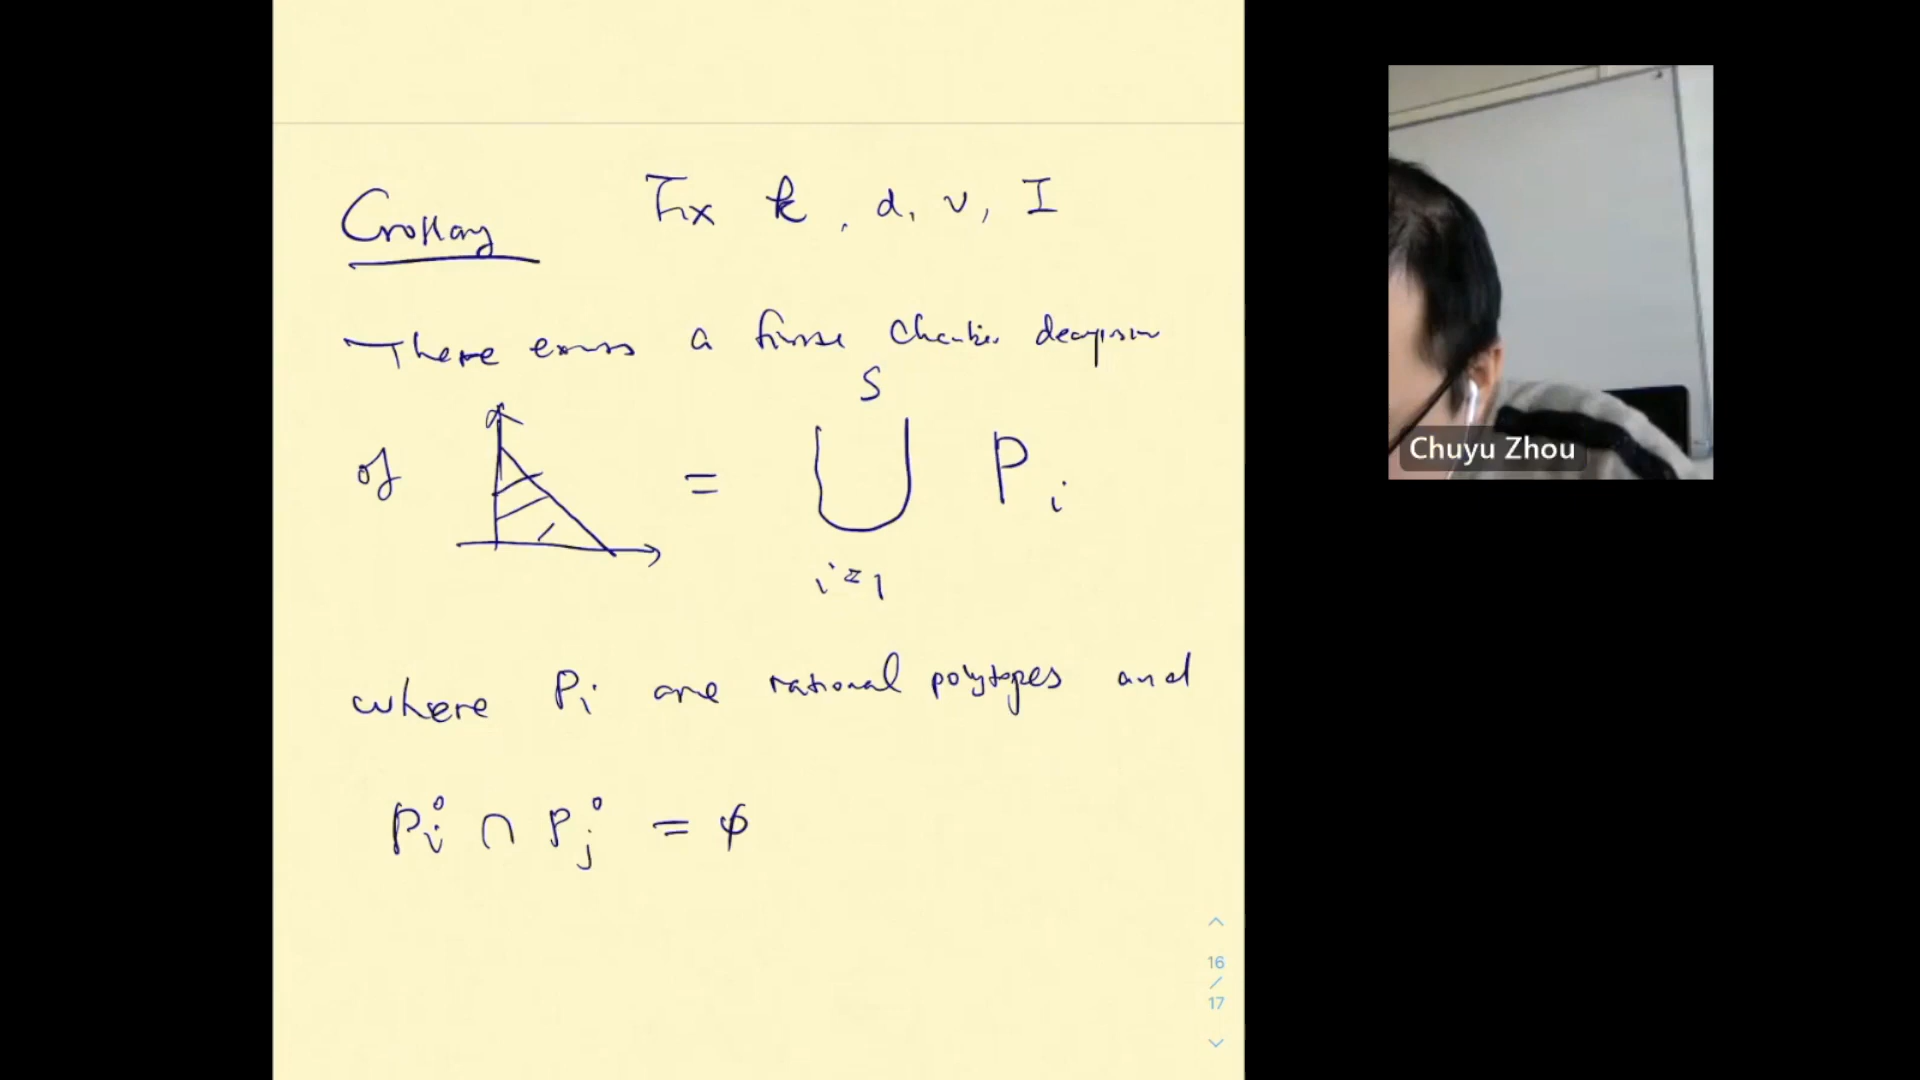 Corollary Fix k, d, v, I
There exists a finite chamber decomposition
of = ⋃ P_i
S
i=1
where P_i are rational polytopes and
P_i° ∩ P_j° = ϕ
Chuyu Zhou
16
/
17